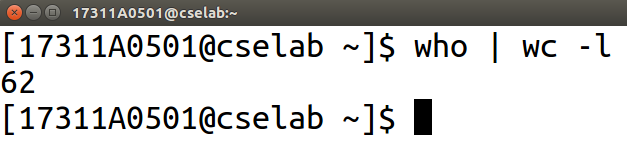 17311A0501@cselab:~
[17311A0501@cselab ~]$ who | wc -l
62
[17311A0501@cselab ~]$